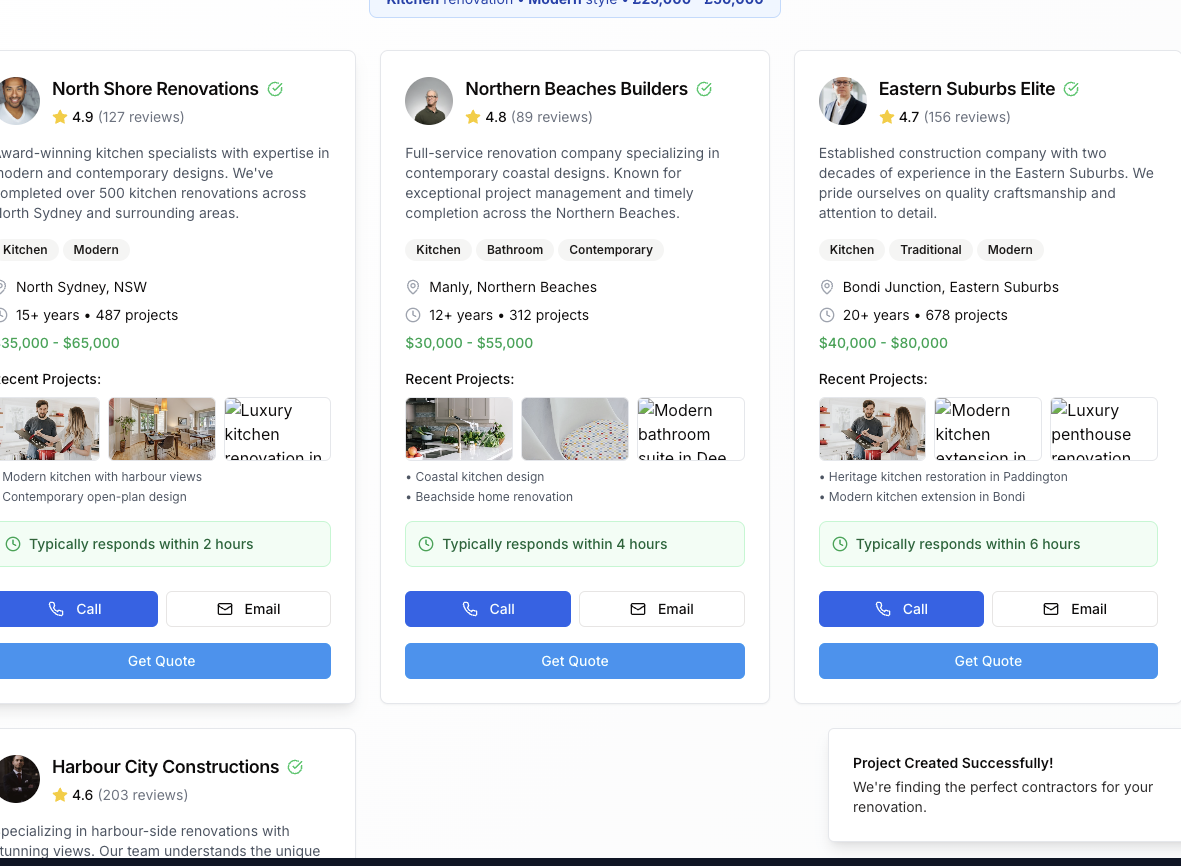 Kitchen renovation • Modern style • £25,000 - £50,000
North Shore Renovations
4.9 (127 reviews)
ward-winning kitchen specialists with expertise in
modern and contemporary designs. We've
ompleted over 500 kitchen renovations across
North Sydney and surrounding areas.
Kitchen Modern
North Sydney, NSW
15+ years • 487 projects
35,000 - $65,000
ecent Projects:
Luxury
kitchen
renovation in
Modern kitchen with harbour views
Contemporary open-plan design
Typically responds within 2 hours
Call Email
Get Quote
Northern Beaches Builders
4.8 (89 reviews)
Full-service renovation company specializing in
contemporary coastal designs. Known for
exceptional project management and timely
completion across the Northern Beaches.
Kitchen Bathroom Contemporary
Manly, Northern Beaches
12+ years • 312 projects
$30,000 - $55,000
Recent Projects:
Modern
bathroom
suite in Dee
• Coastal kitchen design
• Beachside home renovation
Typically responds within 4 hours
Call Email
Get Quote
Eastern Suburbs Elite
4.7 (156 reviews)
Established construction company with two
decades of experience in the Eastern Suburbs. We
pride ourselves on quality craftsmanship and
attention to detail.
Kitchen Traditional Modern
Bondi Junction, Eastern Suburbs
20+ years • 678 projects
$40,000 - $80,000
Recent Projects:
Modern
kitchen
extension in
Luxury
penthouse
renovation
• Heritage kitchen restoration in Paddington
• Modern kitchen extension in Bondi
Typically responds within 6 hours
Call Email
Get Quote
Harbour City Constructions
4.6 (203 reviews)
pecializing in harbour-side renovations with
tunning views. Our team understands the unique
Project Created Successfully!
We're finding the perfect contractors for your
renovation.